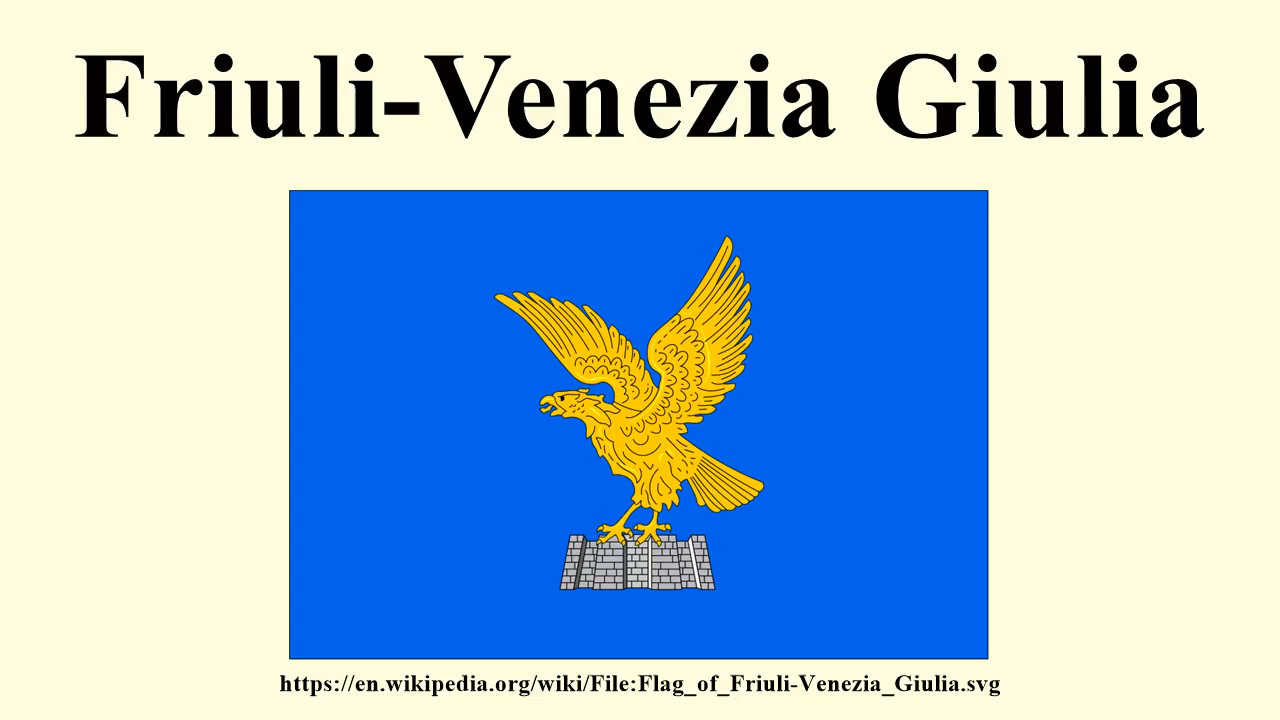 Friuli-Venezia Giulia
https://en.wikipedia.org/wiki/File:Flag_of_Friuli-Venezia_Giulia.svg